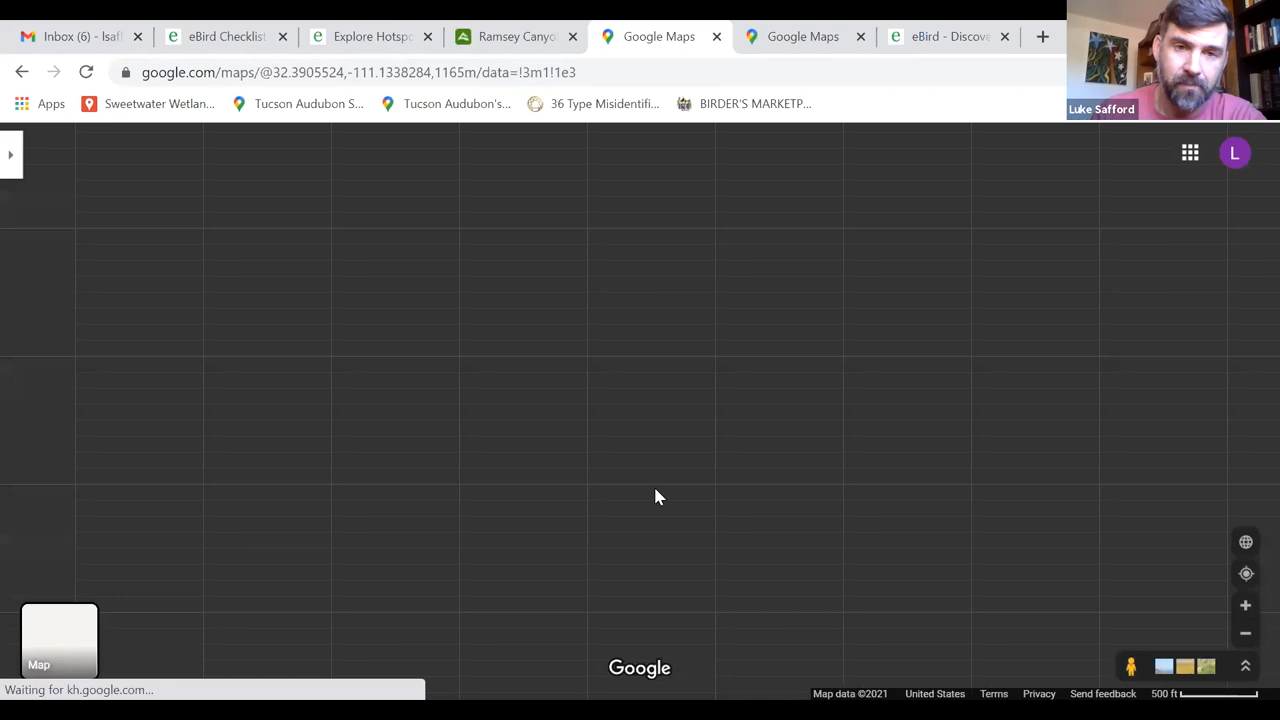 Inbox (6) - lsaff
eBird Checklist
Explore Hotspo
Ramsey Canyo
Google Maps
Google Maps
eBird - Discove
google.com/maps/@32.3905524,-111.1338284,1165m/data=!3m1!1e3
Apps
Sweetwater Wetlan...
Tucson Audubon S...
Tucson Audubon's...
36 Type Misidentifi...
BIRDER'S MARKETP...
Luke Safford
L
Map
Google
Waiting for kh.google.com...
Map data ©2021
United States
Terms
Privacy
Send feedback
500 ft